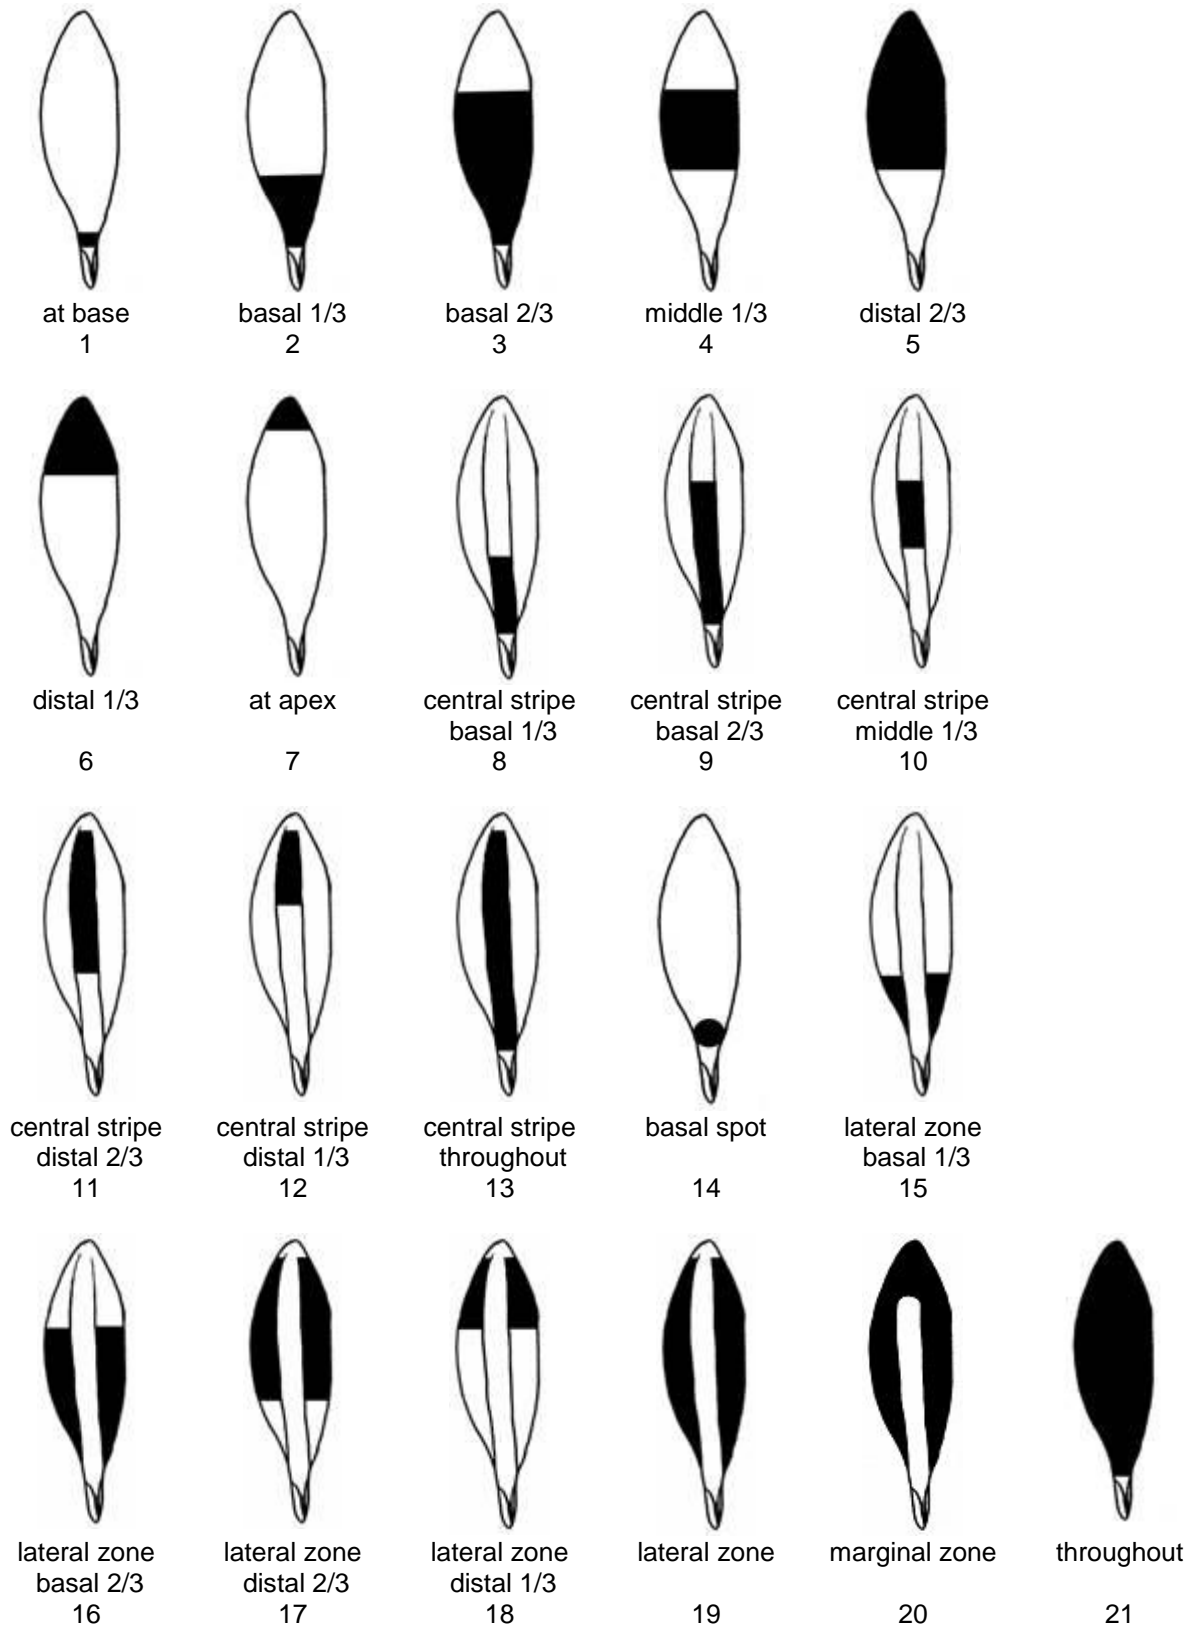 at base basal 1/3 basal 2/3 middle 1/3 distal 2/3
1 2 3 4 5
distal 1/3 at apex central stripe central stripe central stripe
basal 1/3 basal 2/3 middle 1/3
6 7 8 9 10
central stripe central stripe central stripe basal spot lateral zone
distal 2/3 distal 1/3 throughout basal 1/3
11 12 13 14 15
lateral zone lateral zone lateral zone lateral zone marginal zone throughout
basal 2/3 distal 2/3 distal 1/3
16 17 18 19 20 21